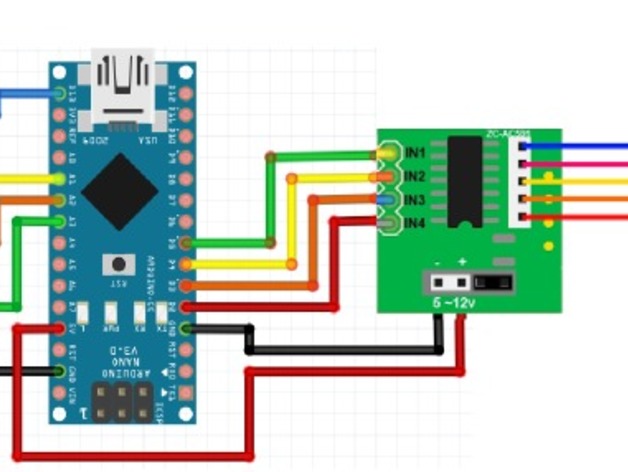 D13
3V3
REF
A0
A1
A2
A3
A4
A5
A6
A7
5V
RST
GND
VIN
USA
2009
RST
ARDUINO.CC
L
PWR
RX
TX
V3.0
NANO
ARDUINO
1
ICSP
D12
D11
D10
D9
D8
D7
D6
D5
D4
D3
D2
GND
RST
RX0
TX1
IN1
IN2
IN3
IN4
- +
5 ~12v